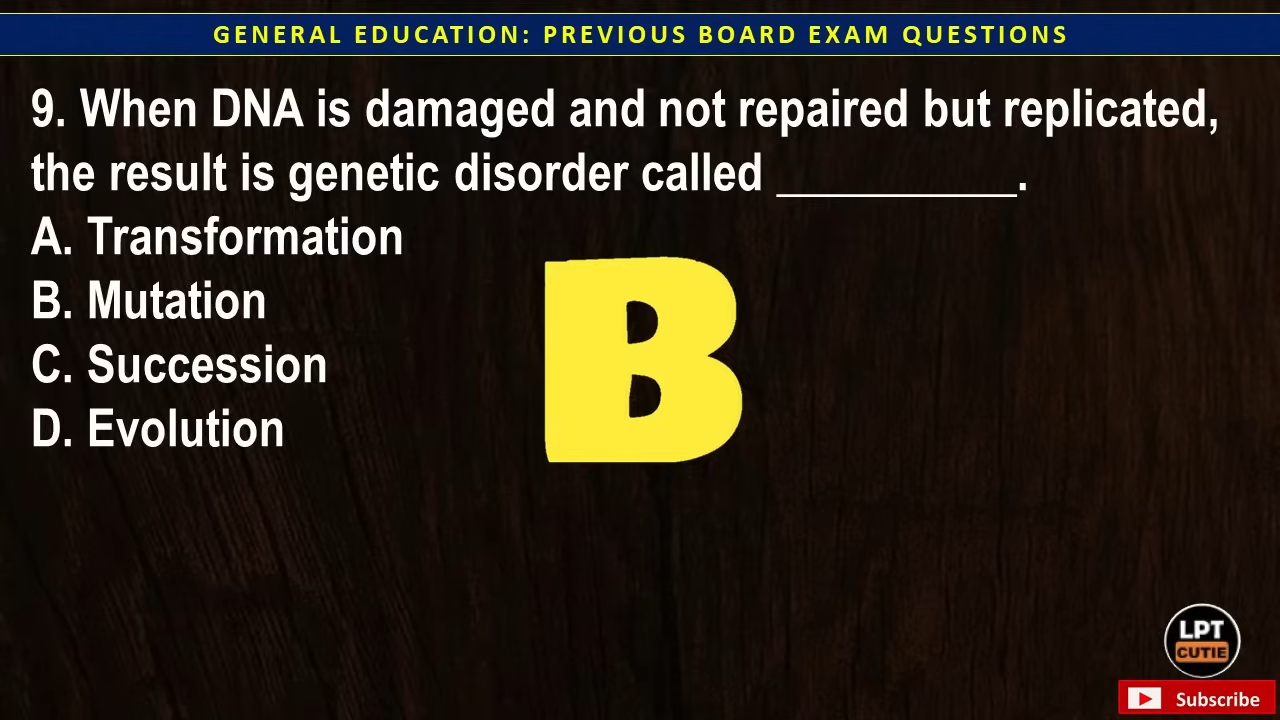 GENERAL EDUCATION: PREVIOUS BOARD EXAM QUESTIONS
9. When DNA is damaged and not repaired but replicated,
the result is genetic disorder called __________.
A. Transformation
B. Mutation
C. Succession
D. Evolution
B
LPT
CUTIE
Subscribe